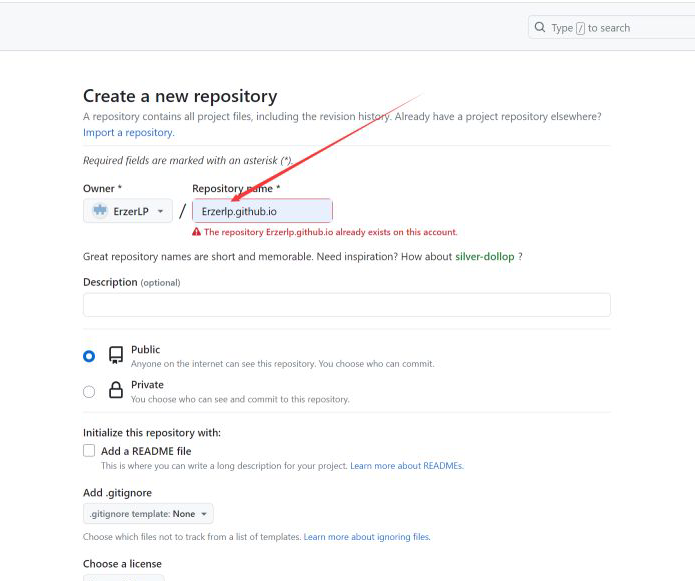 Type / to search
Create a new repository
A repository contains all project files, including the revision history. Already have a project repository elsewhere?
Import a repository.
Required fields are marked with an asterisk (*).
Owner *
Repository name *
ErzerLP
/
Erzerlp.github.io
The repository Erzerlp.github.io already exists on this account.
Great repository names are short and memorable. Need inspiration? How about silver-dollop ?
Description (optional)
Public
Anyone on the internet can see this repository. You choose who can commit.
Private
You choose who can see and commit to this repository.
Initialize this repository with:
Add a README file
This is where you can write a long description for your project. Learn more about READMEs.
Add .gitignore
.gitignore template: None
Choose which files not to track from a list of templates. Learn more about ignoring files.
Choose a license